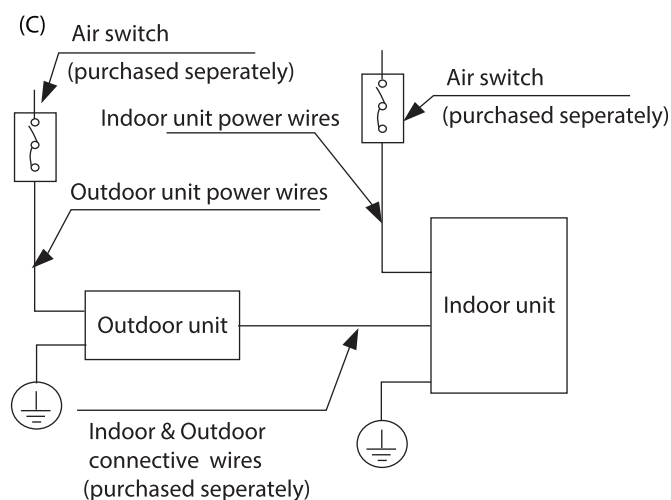 (C)
Air switch
(purchased seperately)
Air switch
(purchased seperately)
Indoor unit power wires
Outdoor unit power wires
Outdoor unit
Indoor unit
Indoor & Outdoor
connective wires
(purchased seperately)